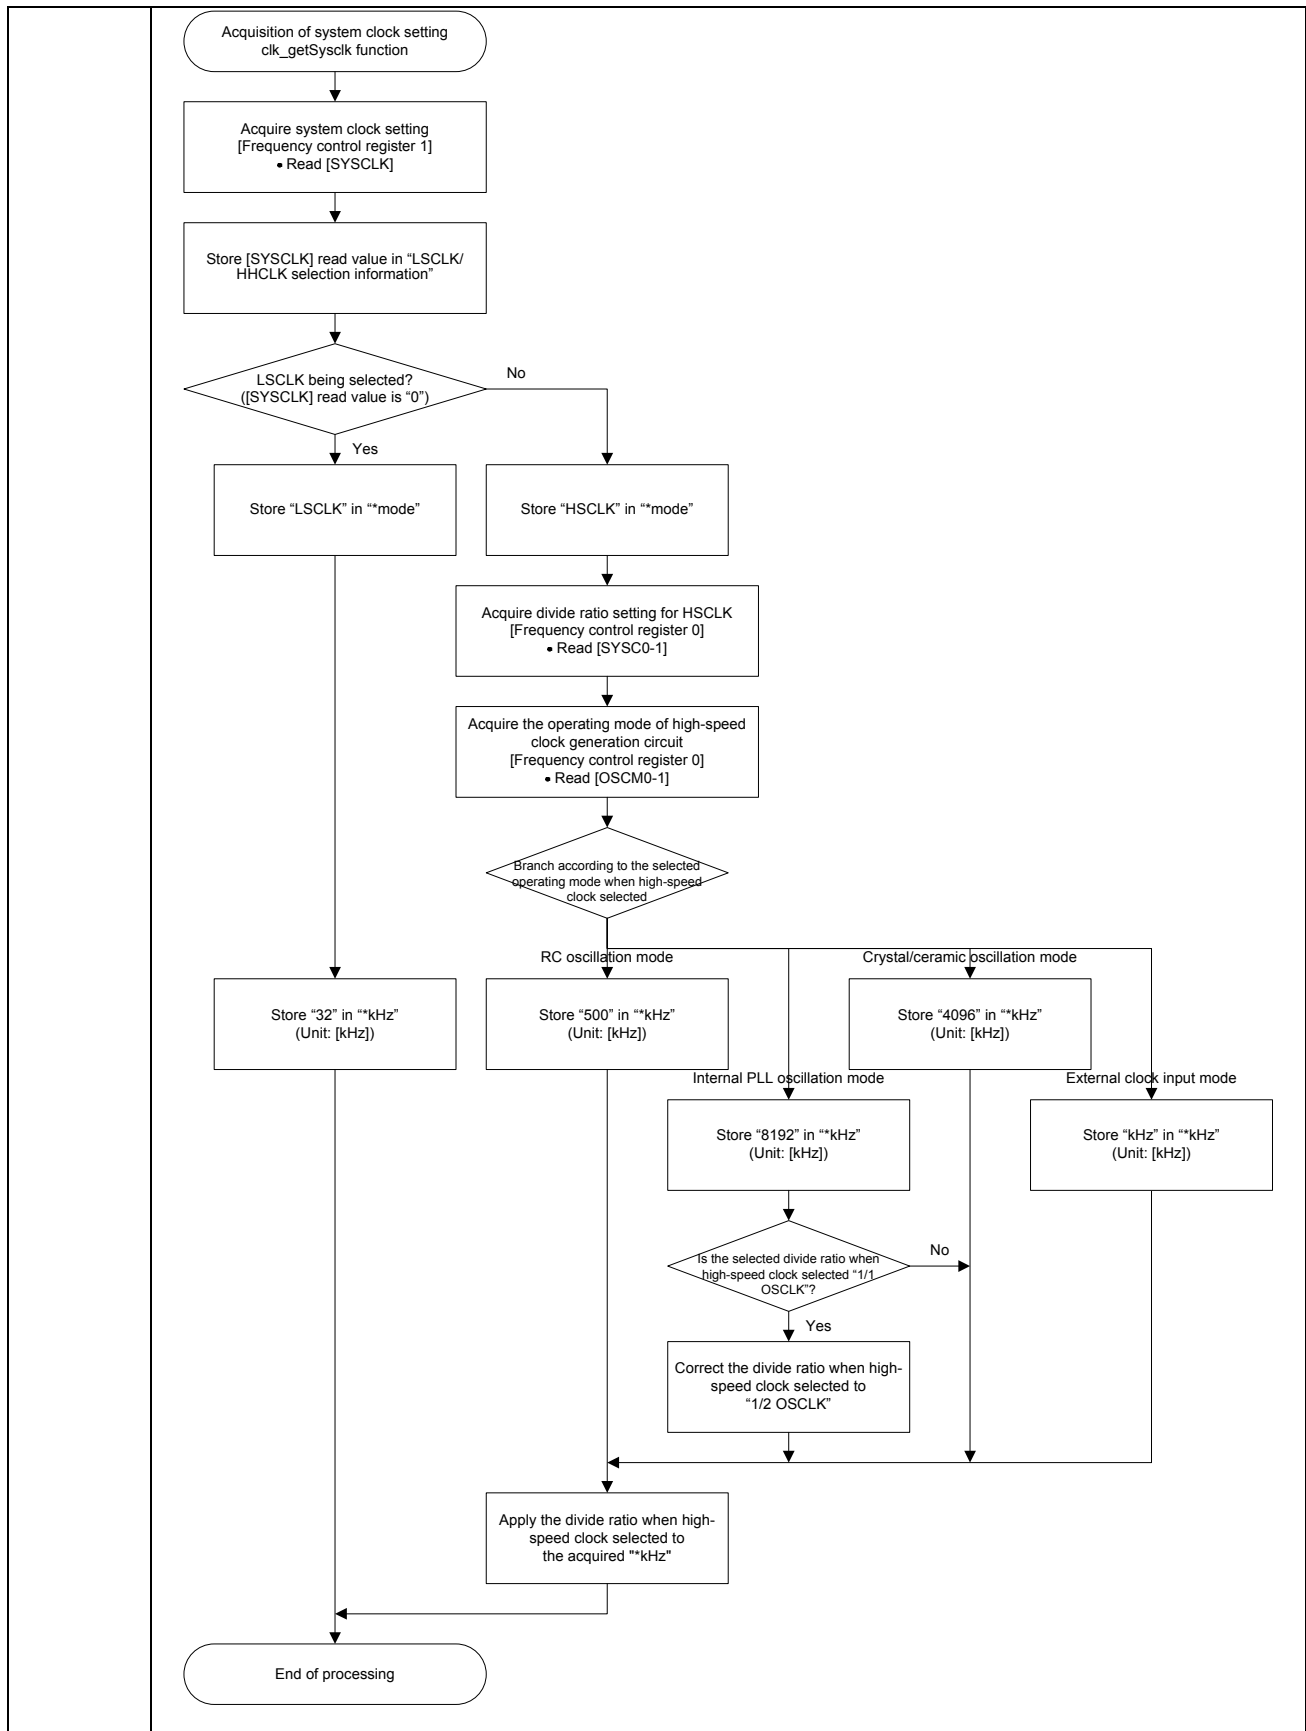 Acquisition of system clock setting
clk_getSysclk function
Acquire system clock setting
[Frequency control register 1]
• Read [SYSCLK]
Store [SYSCLK] read value in “LSCLK/
HHCLK selection information”
LSCLK being selected?
([SYSCLK] read value is “0”)
No
Yes
Store “LSCLK” in “*mode”
Store “HSCLK” in “*mode”
Acquire divide ratio setting for HSCLK
[Frequency control register 0]
• Read [SYSC0-1]
Acquire the operating mode of high-speed
clock generation circuit
[Frequency control register 0]
• Read [OSCM0-1]
Branch according to the selected
operating mode when high-speed
clock selected
RC oscillation mode
Crystal/ceramic oscillation mode
Store “32” in “*kHz”
(Unit: [kHz])
Store “500” in “*kHz”
(Unit: [kHz])
Store “4096” in “*kHz”
(Unit: [kHz])
Internal PLL oscillation mode
External clock input mode
Store “8192” in “*kHz”
(Unit: [kHz])
Store “kHz” in “*kHz”
(Unit: [kHz])
Is the selected divide ratio when
high-speed clock selected “1/1
OSCLK”?
No
Yes
Correct the divide ratio when high-
speed clock selected to
“1/2 OSCLK”
Apply the divide ratio when high-
speed clock selected to
the acquired "*kHz"
End of processing